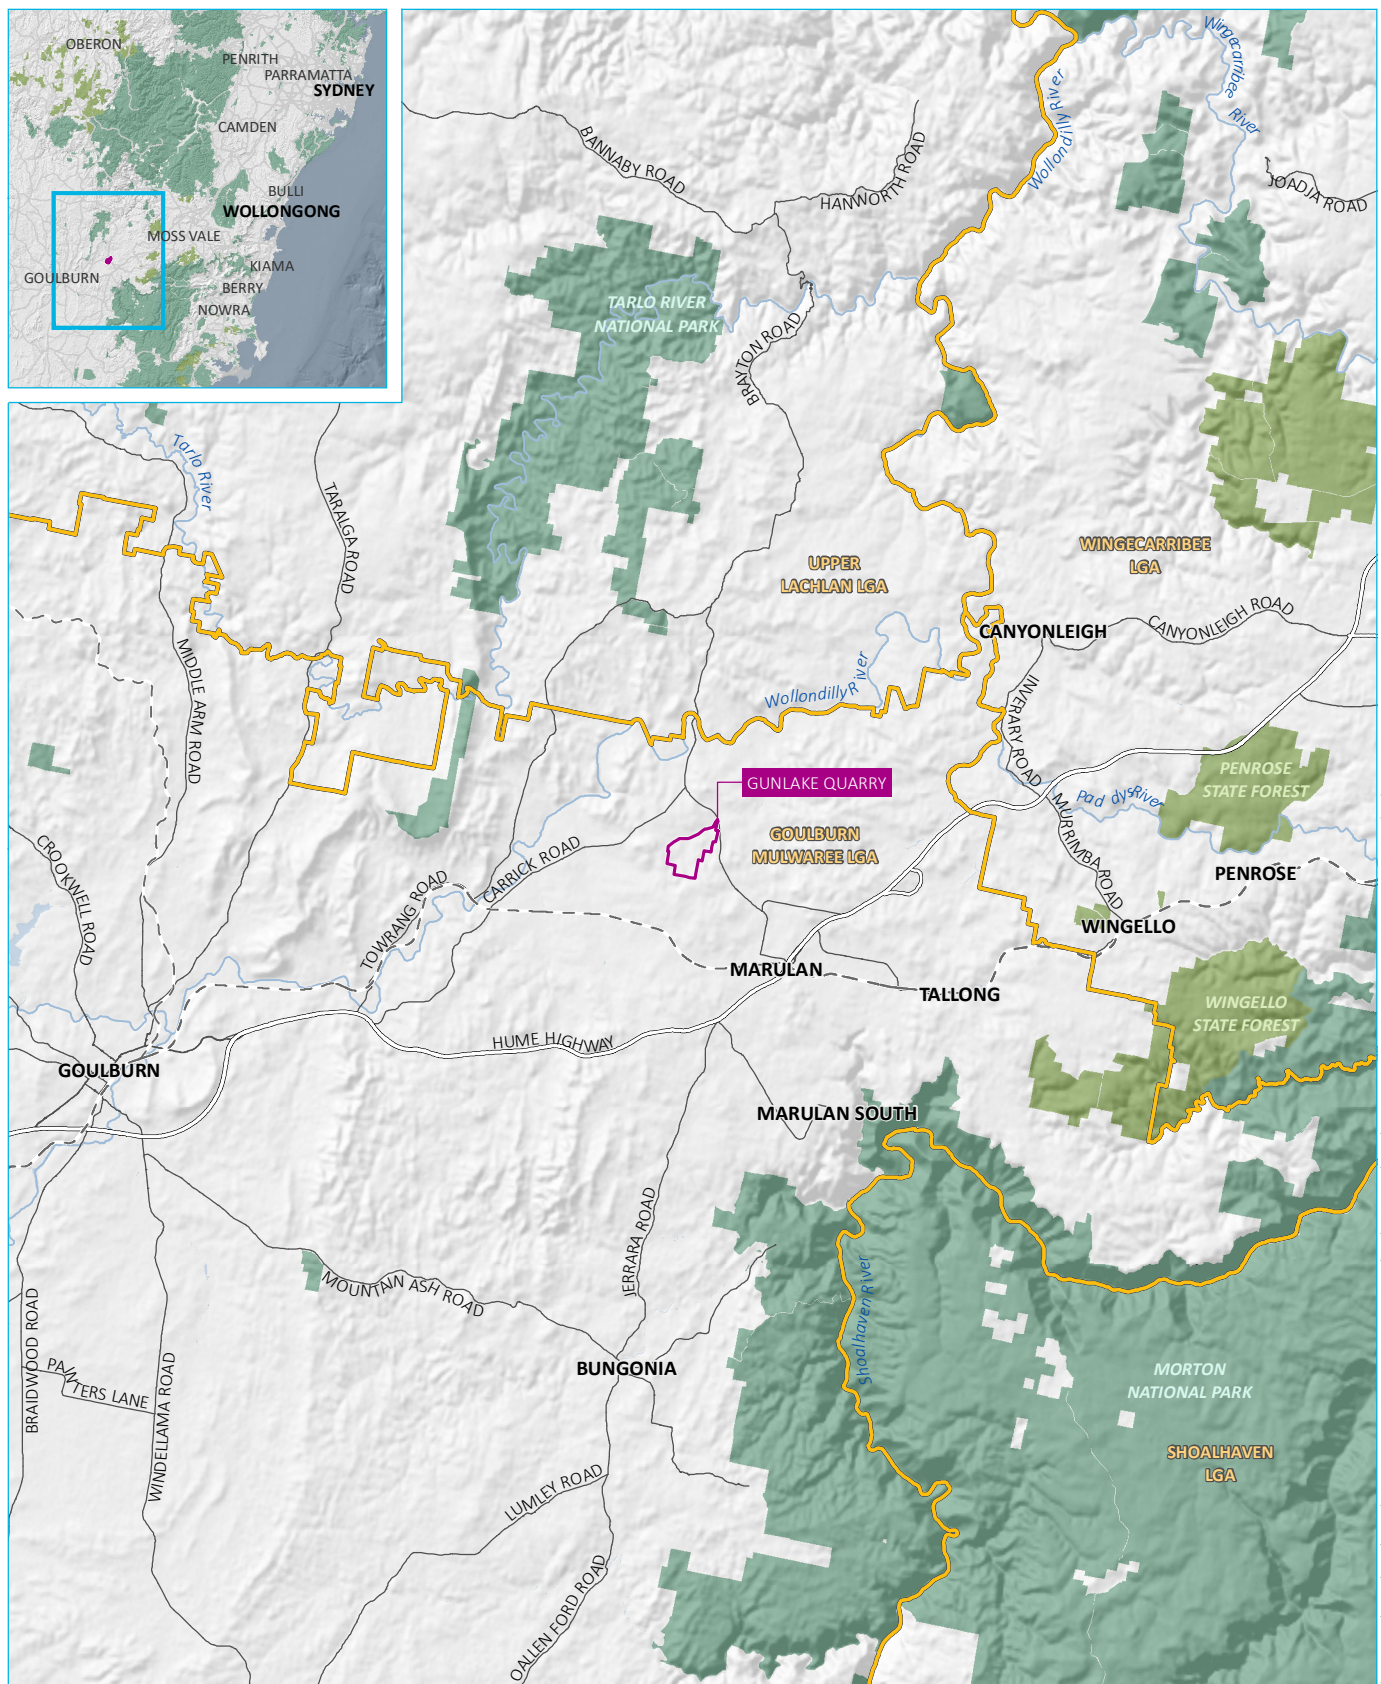 OBERON
PENRITH
PARRAMATTA
SYDNEY
CAMDEN
BULLI
WOLLONGONG
MOSS VALE
KIAMA
GOULBURN
BERRY
NOWRA
Wingecarribee River
Wollondilly River
BANNABY ROAD
HANWORTH ROAD
JOADJA ROAD
TARLO RIVER
NATIONAL PARK
BRAYTON ROAD
Tarlo River
TARALGA ROAD
UPPER
LACHLAN LGA
WINGECARRIBEE
LGA
CANYONLEIGH
CANYONLEIGH ROAD
MIDDLE ARM ROAD
Wollondilly River
INVERARY ROAD
GUNLAKE QUARRY
PENROSE
STATE FOREST
Paddys River
GOULBURN
MULWAREE LGA
MURRIMBA ROAD
CROOKWELL ROAD
CARRICK ROAD
TOWRANG ROAD
PENROSE
WINGELLO
MARULAN
TALLONG
WINGELLO
STATE FOREST
HUME HIGHWAY
GOULBURN
MARULAN SOUTH
JERRARA ROAD
MOUNTAIN ASH ROAD
Shoalhaven River
BRAIDWOOD ROAD
PAINTERS LANE
WINDELLAMA ROAD
BUNGONIA
MORTON
NATIONAL PARK
SHOALHAVEN
LGA
LUMLEY ROAD
OALLEN FORD ROAD